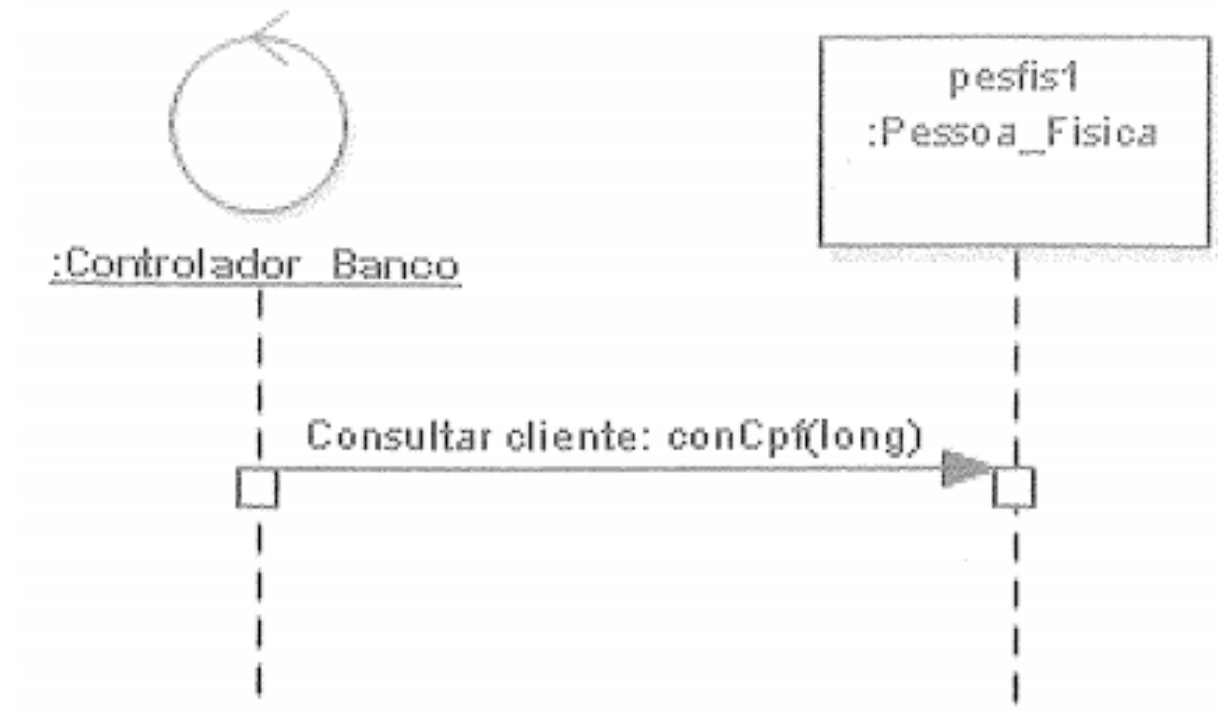 pesfis1
:Pessoa_Fisica
:Controlador_Banco
Consultar cliente: conCpf(long)